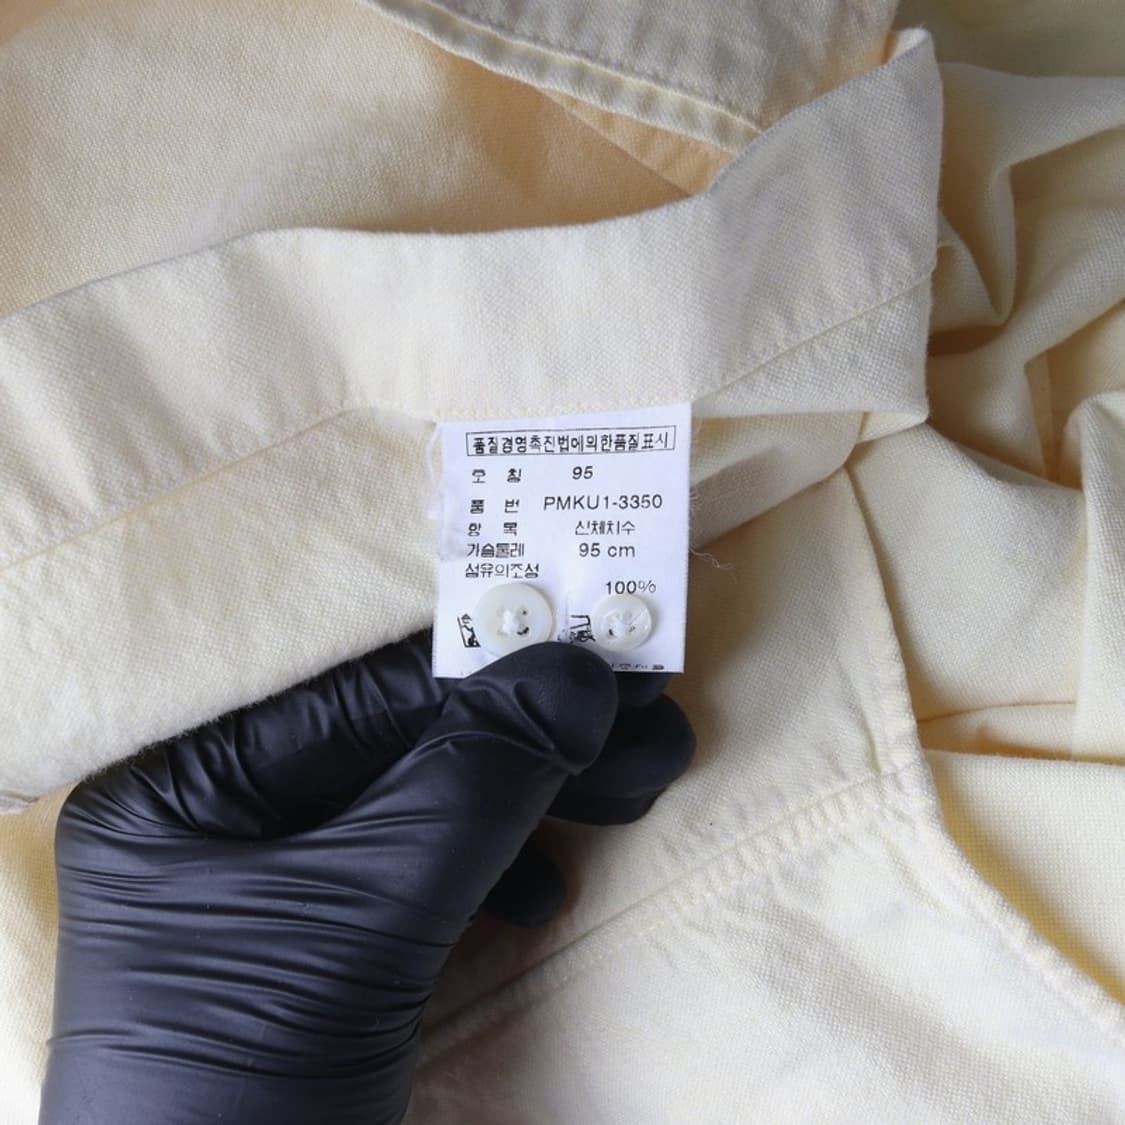 품질경영촉진법에의한품질표시
호 칭 95
품 번 PMKU1-3350
항 목 신체치수
가슴둘레 95 cm
섬유의조성
100%